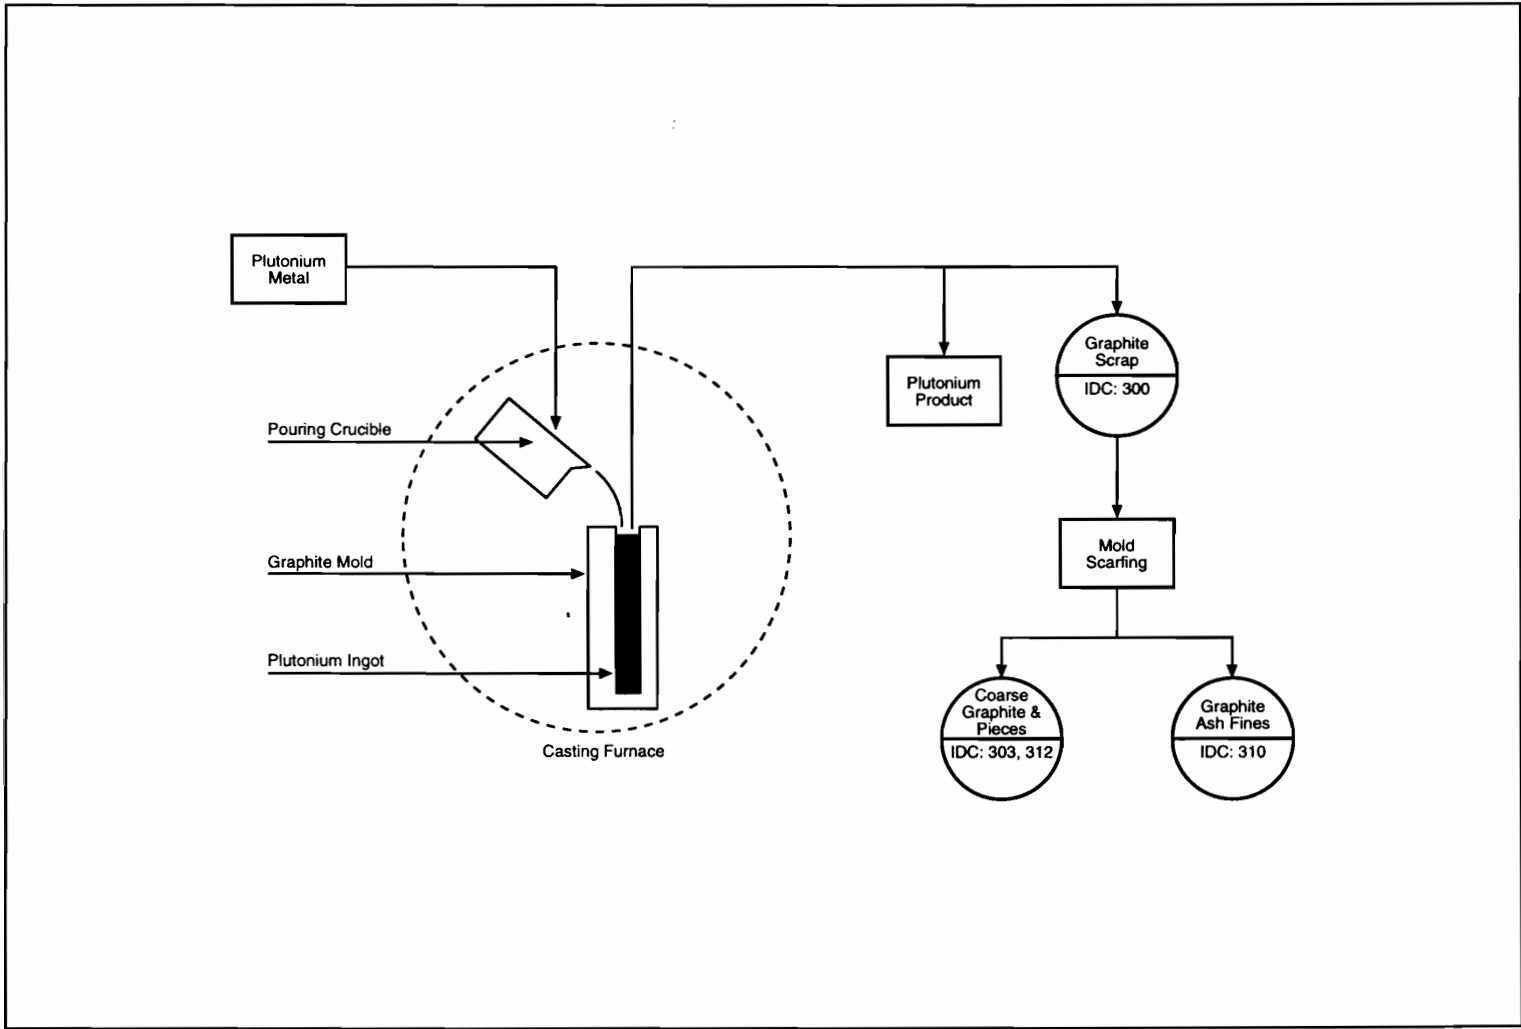 Plutonium
Metal
Pouring Crucible
Graphite Mold
Plutonium Ingot
Casting Furnace
Plutonium
Product
Graphite
Scrap
IDC: 300
Mold
Scarfing
Coarse
Graphite &
Pieces
IDC: 303, 312
Graphite
Ash Fines
IDC: 310